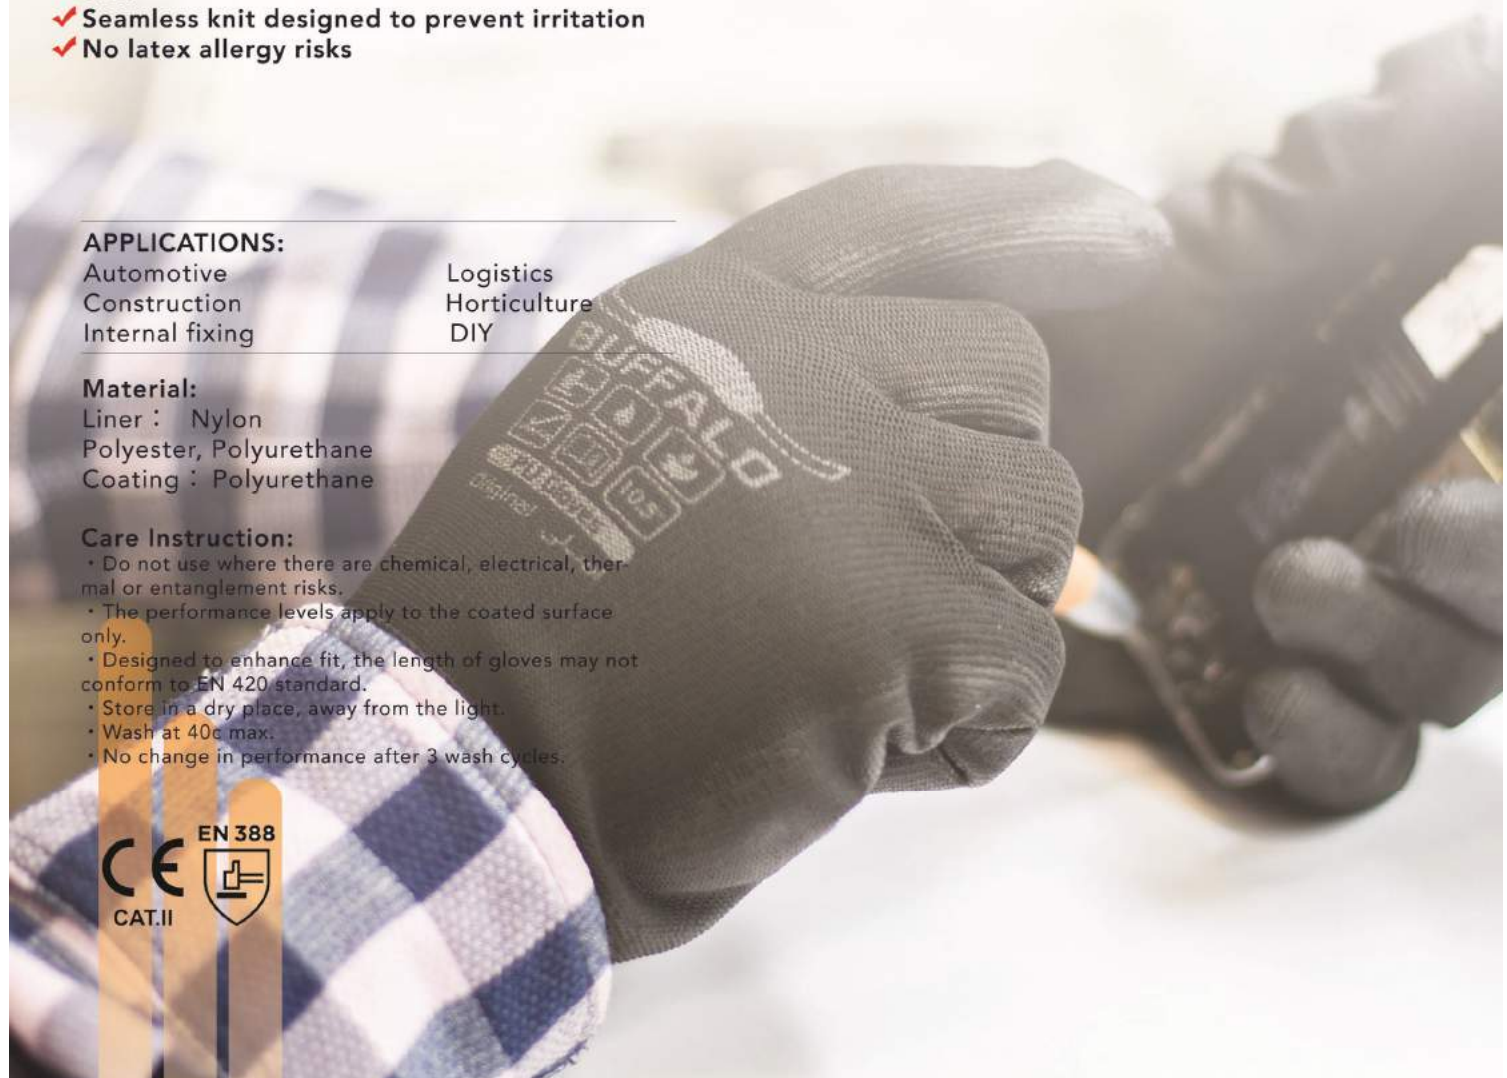 Seamless knit designed to prevent irritation
No latex allergy risks
APPLICATIONS:
Automotive Logistics
Construction Horticulture
Internal fixing DIY
Material:
Liner : Nylon
Polyester, Polyurethane
Coating : Polyurethane
Care Instruction:
· Do not use where there are chemical, electrical, ther-
mal or entanglement risks.
· The performance levels apply to the coated surface
only.
· Designed to enhance fit, the length of gloves may not
conform to EN 420 standard.
· Store in a dry place, away from the light.
· Wash at 40c max.
· No change in performance after 3 wash cycles.
CE
CAT.II
EN 388
BUFFALO
10.5
Original